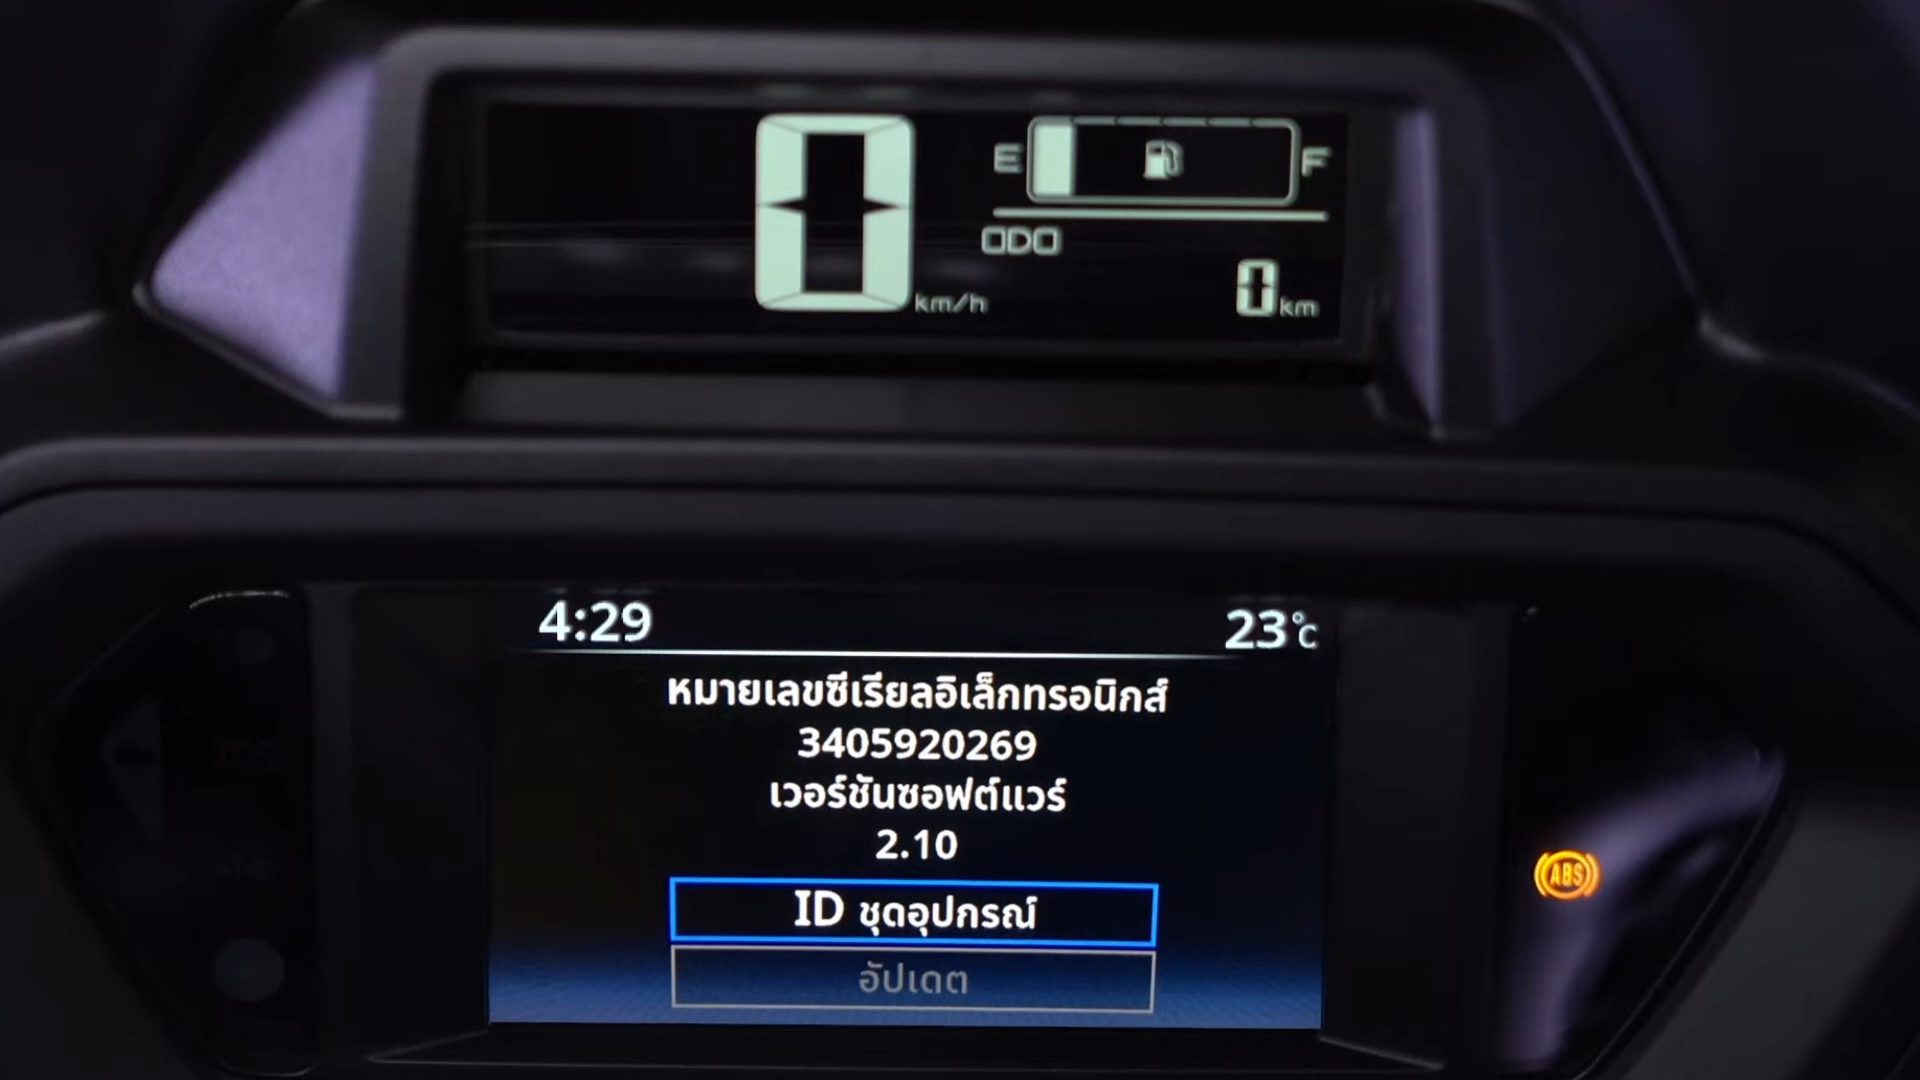 0 km/h
E F
ODO
0 km
4:29 23°C
หมายเลขซีเรียลอิเล็กทรอนิกส์
3405920269
เวอร์ชันซอฟต์แวร์
2.10
ID ชุดอุปกรณ์
อัปเดต
ABS